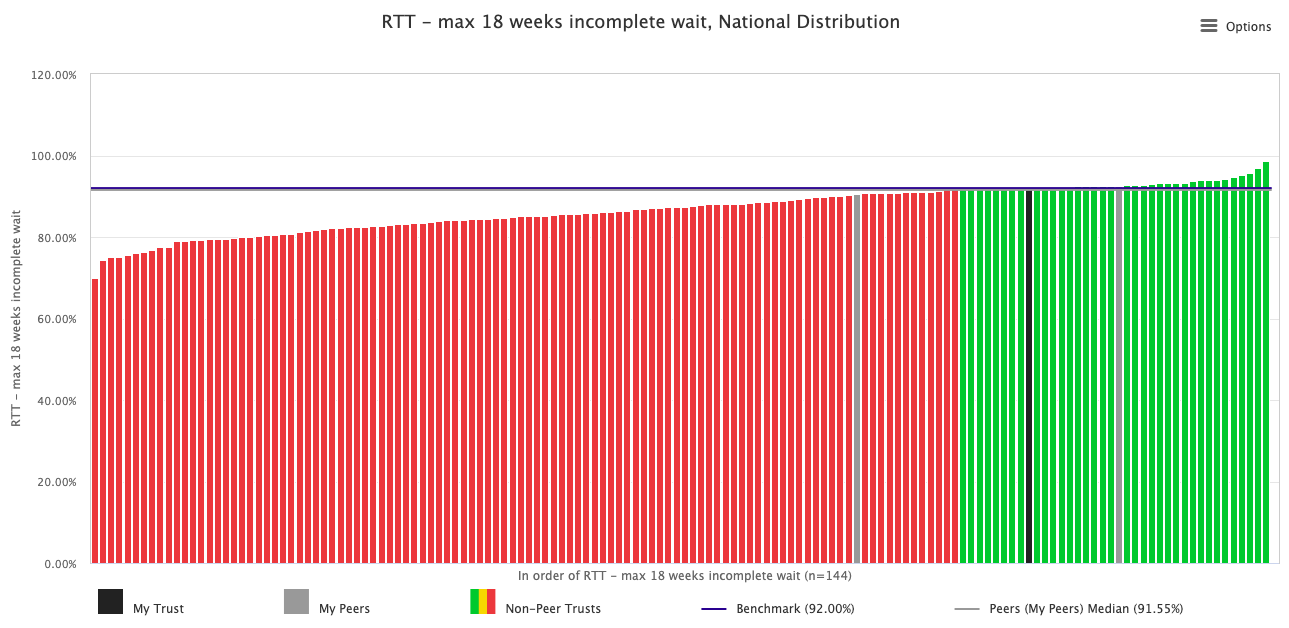 RTT – max 18 weeks incomplete wait, National Distribution
Options
120.00%
100.00%
80.00%
60.00%
40.00%
20.00%
0.00%
RTT – max 18 weeks incomplete wait
In order of RTT – max 18 weeks incomplete wait (n=144)
My Trust
My Peers
Non-Peer Trusts
Benchmark (92.00%)
Peers (My Peers) Median (91.55%)